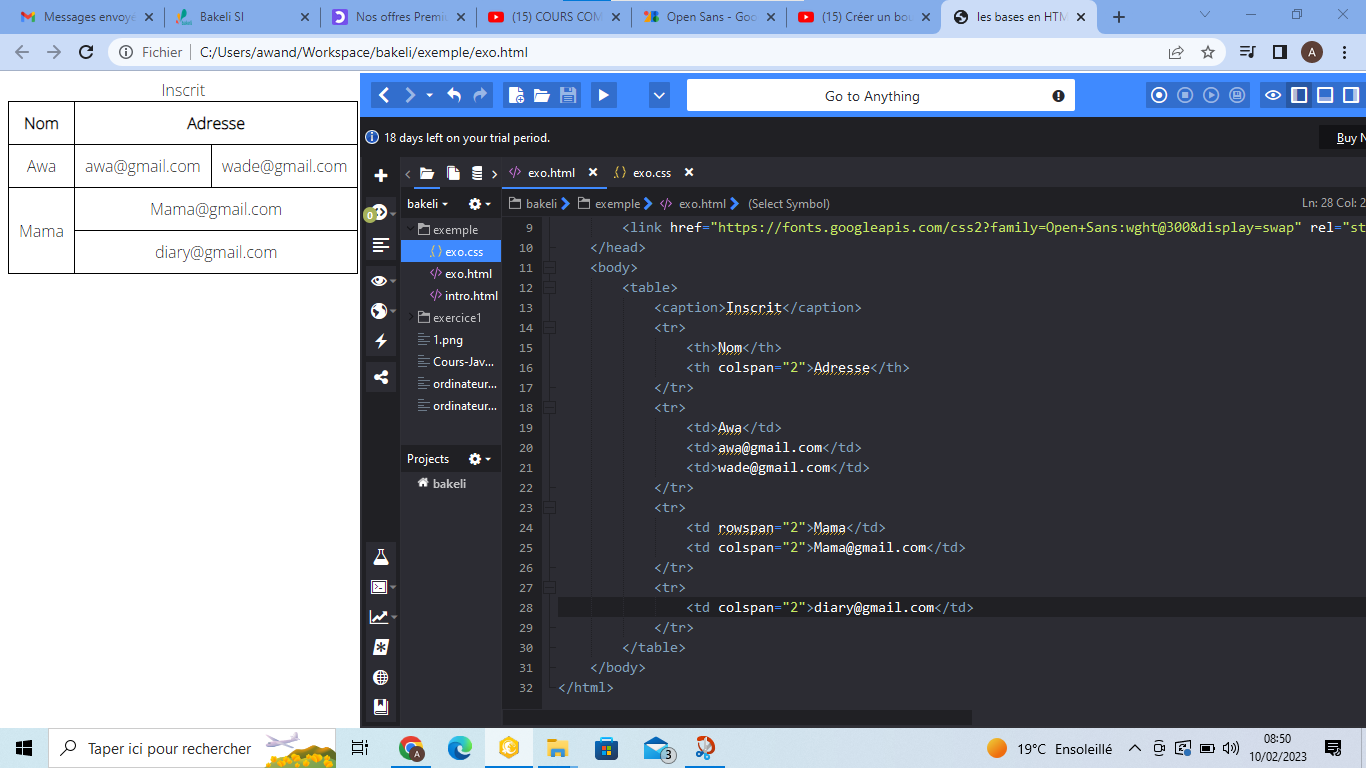 Messages envoye
Bakeli SI
Nos offres Premi
(15) COURS COM
Open Sans - Goo
(15) Créer un bou
les bases en HTM
Fichier
C:/Users/awand/Workspace/bakeli/exemple/exo.html
A
Inscrit
Nom Adresse
Awa awa@gmail.com wade@gmail.com
Mama Mama@gmail.com
diary@gmail.com
Go to Anything
18 days left on your trial period.
Buy N
exo.html
exo.css
bakeli
bakeli exemple exo.html (Select Symbol)
Ln: 28 Col: 2
0
exemple
exo.css
exo.html
intro.html
exercice1
1.png
Cours-Jav...
ordinateur...
ordinateur...
Projects
bakeli
9 <link href="https://fonts.googleapis.com/css2?family=Open+Sans:wght@300&display=swap" rel="st
10 </head>
11 <body>
12 <table>
13 <caption>Inscrit</caption>
14 <tr>
15 <th>Nom</th>
16 <th colspan="2">Adresse</th>
17 </tr>
18 <tr>
19 <td>Awa</td>
20 <td>awa@gmail.com</td>
21 <td>wade@gmail.com</td>
22 </tr>
23 <tr>
24 <td rowspan="2">Mama</td>
25 <td colspan="2">Mama@gmail.com</td>
26 </tr>
27 <tr>
28 <td colspan="2">diary@gmail.com</td>
29 </tr>
30 </table>
31 </body>
32 </html>
Taper ici pour rechercher
A
3
19°C Ensoleillé
08:50
10/02/2023